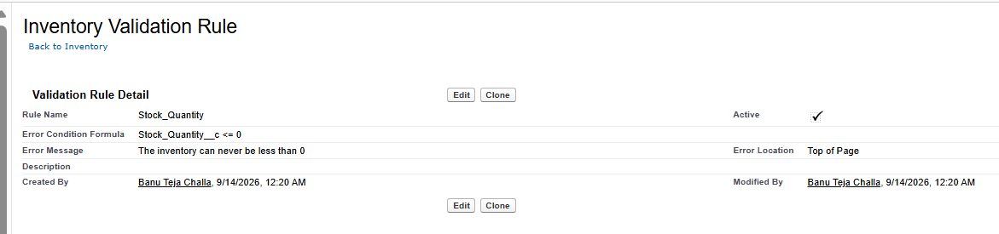 Inventory Validation Rule
Back to Inventory
Validation Rule Detail Edit Clone
Rule Name Stock_Quantity Active
Error Condition Formula Stock_Quantity__c <= 0
Error Message The inventory can never be less than 0 Error Location Top of Page
Description
Created By Banu Teja Challa, 9/14/2026, 12:20 AM Modified By Banu Teja Challa, 9/14/2026, 12:20 AM
Edit Clone